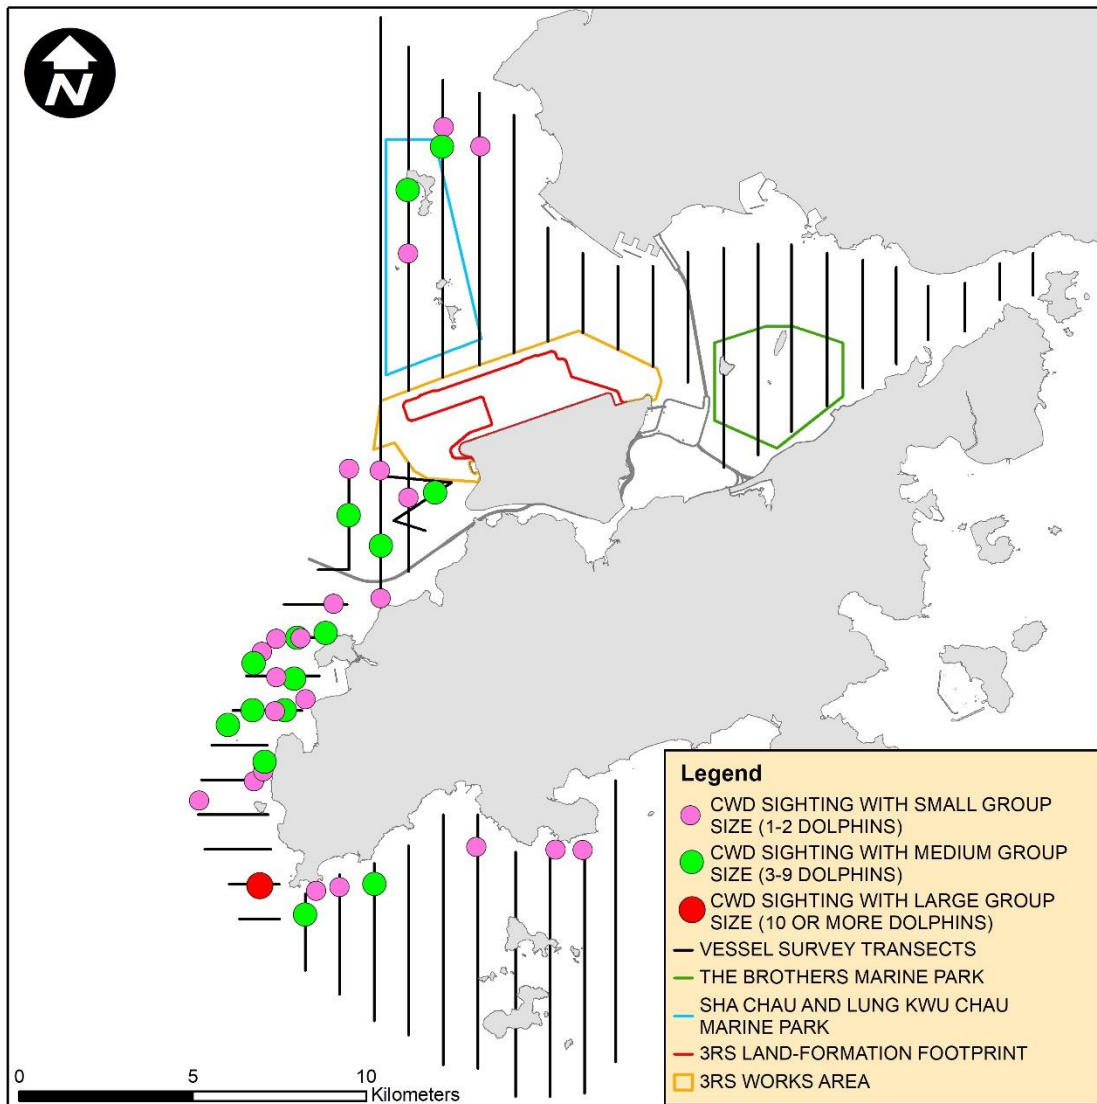 N
Legend
CWD SIGHTING WITH SMALL GROUP
SIZE (1-2 DOLPHINS)
CWD SIGHTING WITH MEDIUM GROUP
SIZE (3-9 DOLPHINS)
CWD SIGHTING WITH LARGE GROUP
SIZE (10 OR MORE DOLPHINS)
VESSEL SURVEY TRANSECTS
THE BROTHERS MARINE PARK
SHA CHAU AND LUNG KWU CHAU
MARINE PARK
3RS LAND-FORMATION FOOTPRINT
3RS WORKS AREA
0 5 10
Kilometers